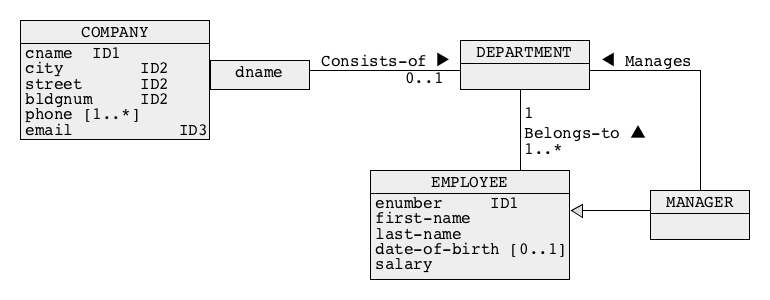 COMPANY
cname ID1
city ID2
street ID2
bldgnum ID2
phone [1..*]
email ID3
dname
Consists-of ▶
0..1
DEPARTMENT
◀ Manages
1
Belongs-to ▲
1..*
EMPLOYEE
enumber ID1
first-name
last-name
date-of-birth [0..1]
salary
MANAGER